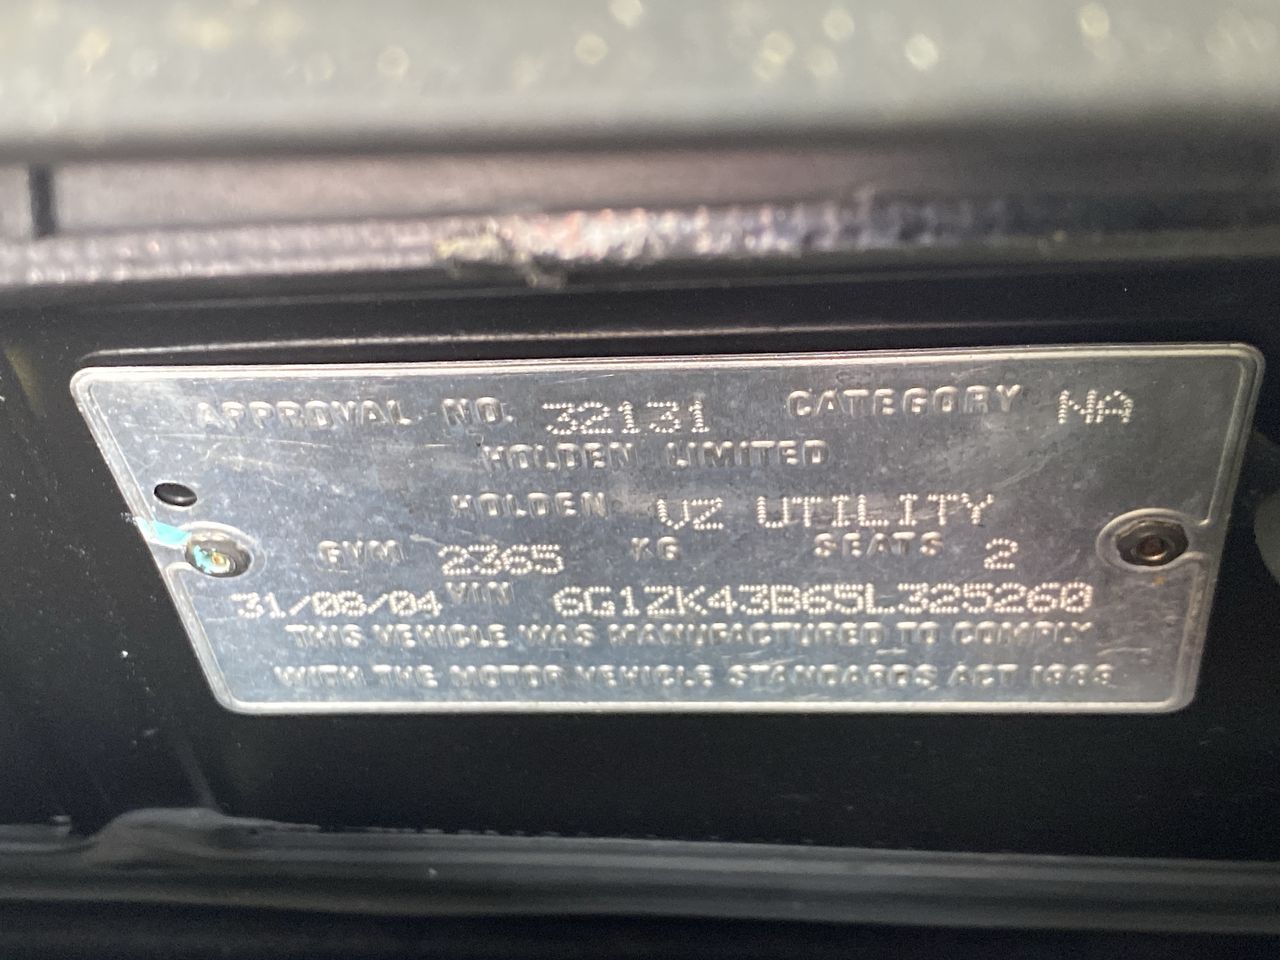 APPROVAL NO. 32131 CATEGORY NA
HOLDEN LIMITED
HOLDEN VZ UTILITY
GVM 2365 KG SEATS 2
31/08/04 VIN 6G1ZK43B65L325260
THIS VEHICLE WAS MANUFACTURED TO COMPLY
WITH THE MOTOR VEHICLE STANDARDS ACT 1989